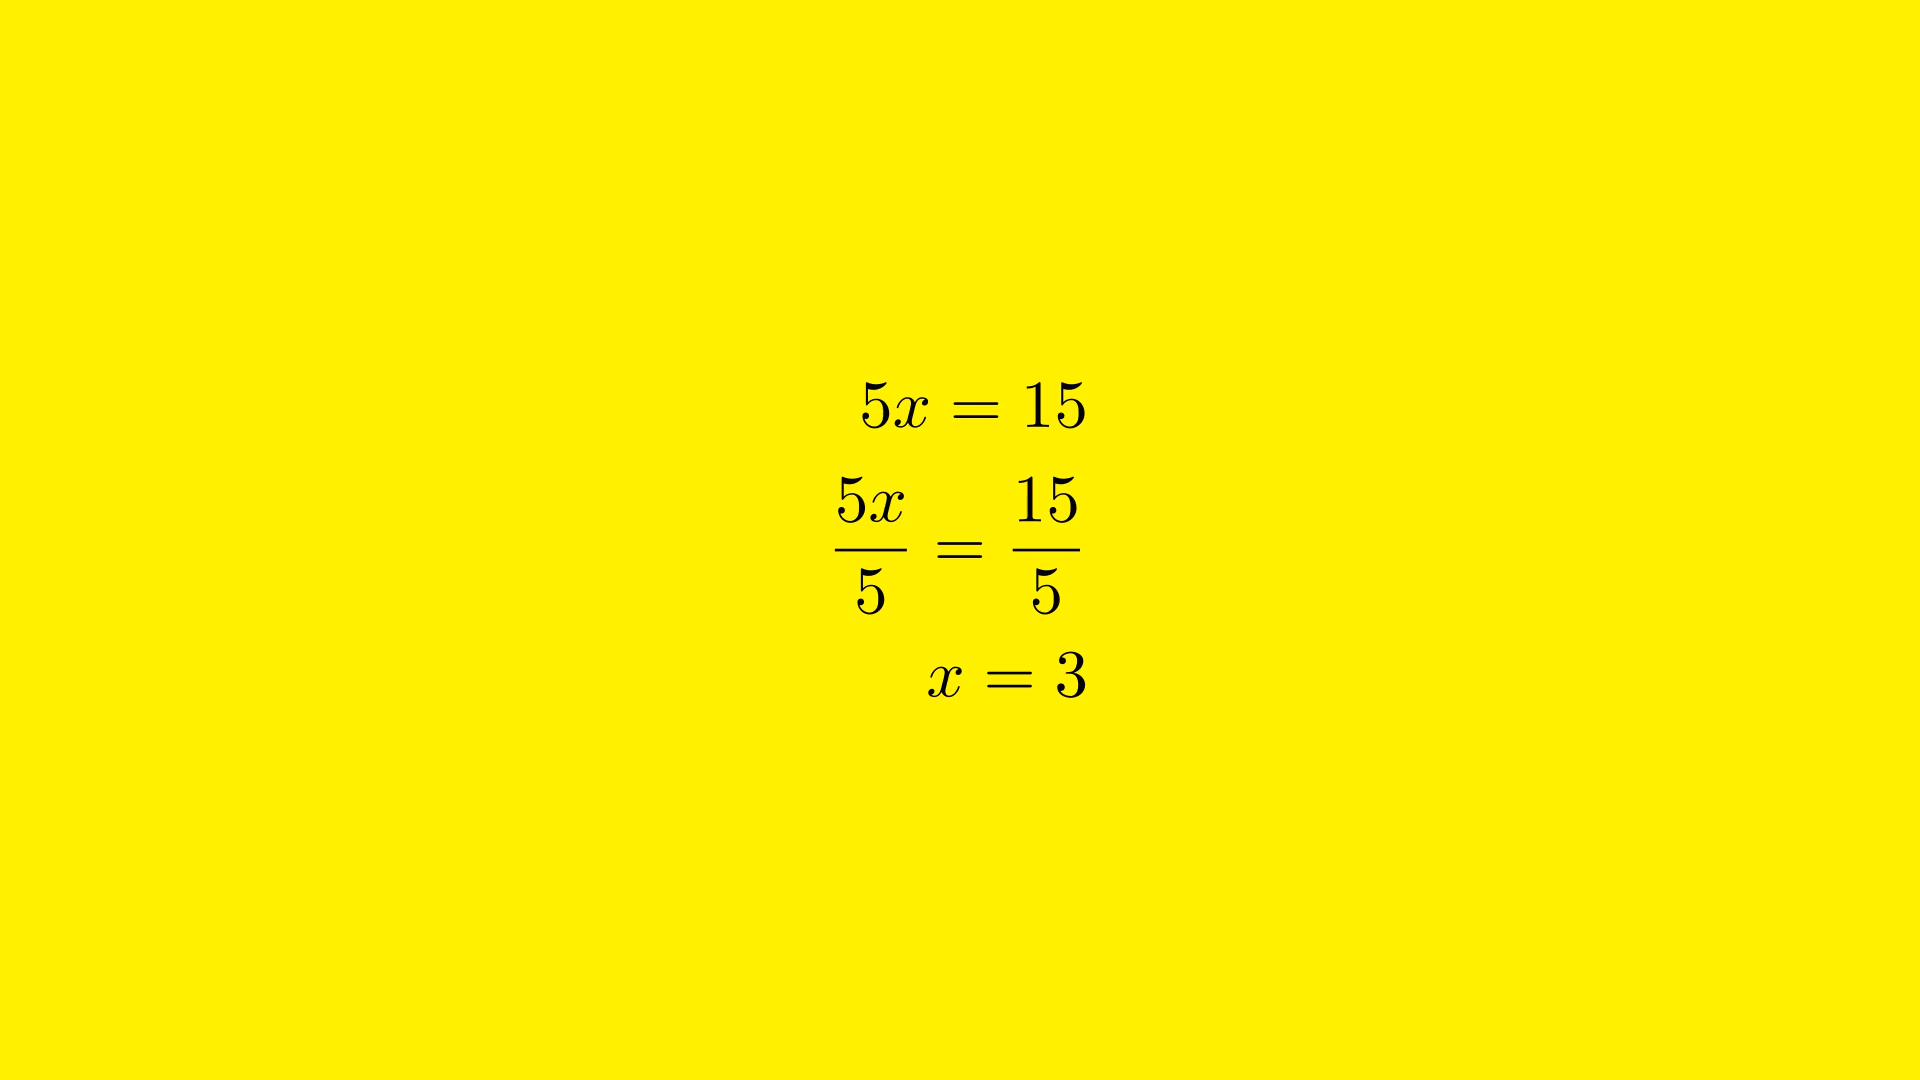 5x = 15
5x/5 = 15/5
x = 3